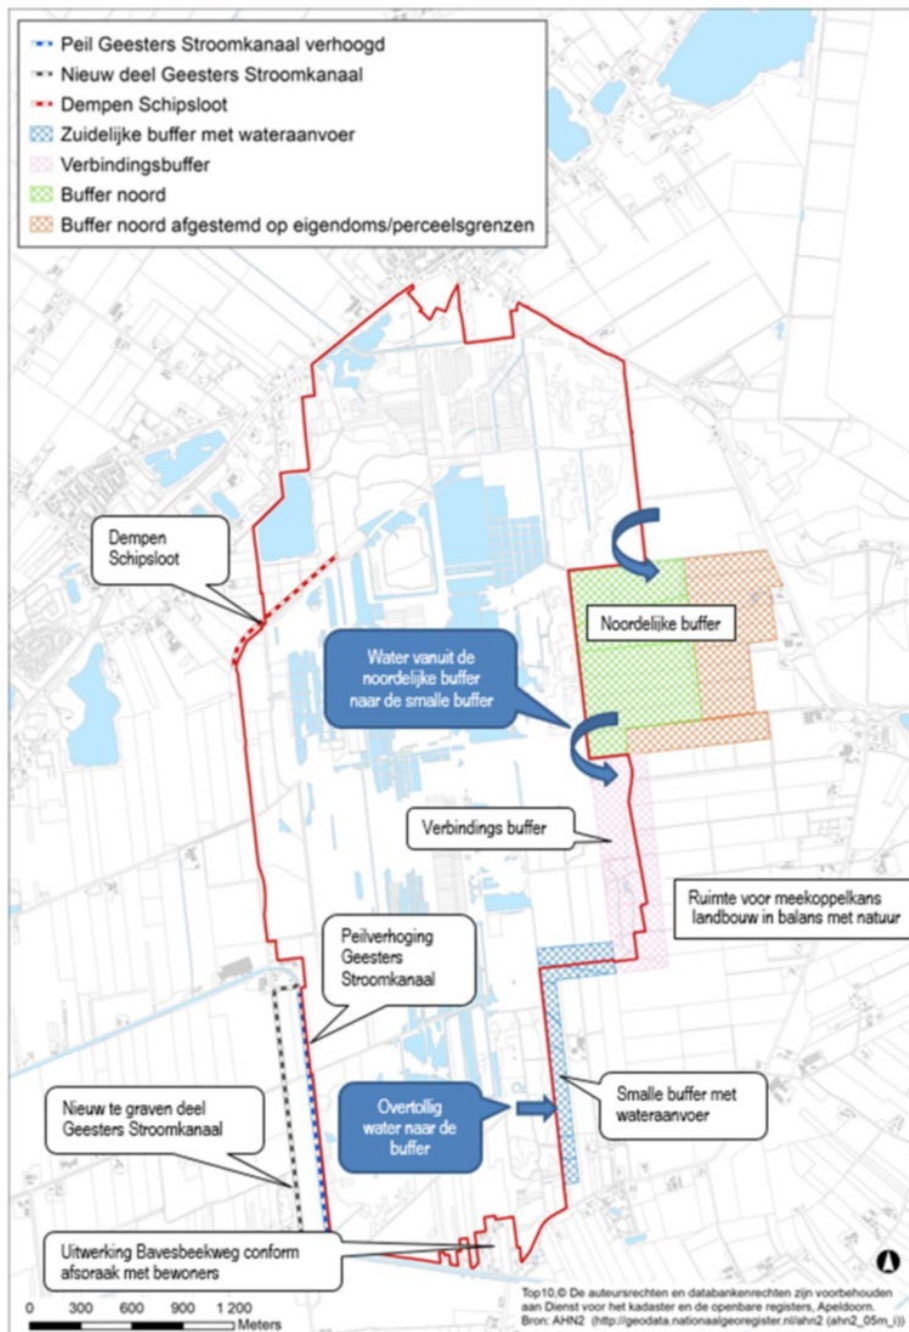 Peil Geesters Stroomkanaal verhoogd
Nieuw deel Geesters Stroomkanaal
Dempen Schipsloot
Zuidelijke buffer met wateraanvoer
Verbindingsbuffer
Buffer noord
Buffer noord afgestemd op eigendoms/perceelsgrenzen
Dempen
Schipsloot
Noordelijke buffer
Water vanuit de
noordelijke buffer
naar de smalle buffer
Verbindings buffer
Ruimte voor meekoppelkans
landbouw in balans met natuur
Peilverhoging
Geesters
Stroomkanaal
Nieuw te graven deel
Geesters Stroomkanaal
Overtollig
water naar de
buffer
Smalle buffer met
wateraanvoer
Uitwerking Bavesbeekweg conform
afsoraak met bewoners
0 300 600 900 1 200
Meters
Top10,© De auteursrechten en databankenrechten zijn voorbehouden
aan Dienst voor het kadaster en de openbare registers, Apeldoorn.
Bron: AHN2 (http://geodata.nationaalgeoregister.nl/ahn2 (ahn2_05m_i))